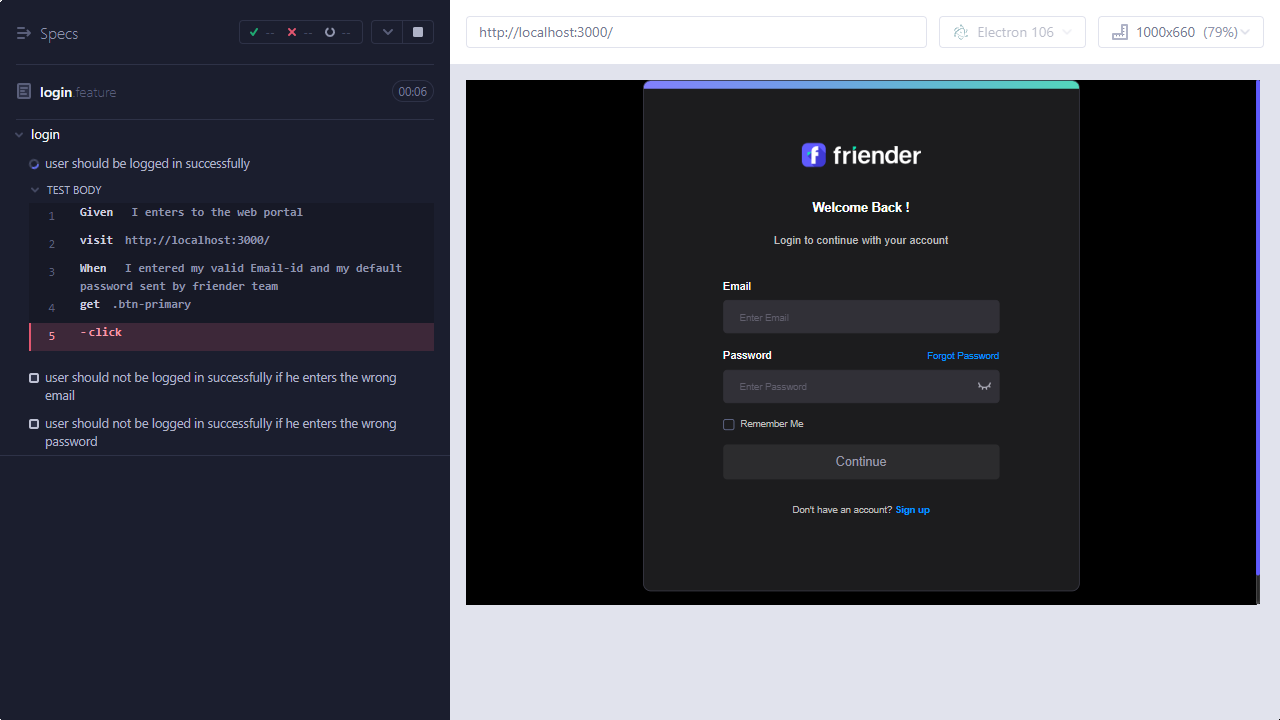 Specs
-- -- --
login.feature
00:06
login
user should be logged in successfully
TEST BODY
1 Given I enters to the web portal
2 visit http://localhost:3000/
3 When I entered my valid Email-id and my default
password sent by friender team
4 get .btn-primary
5 -click
user should not be logged in successfully if he enters the wrong
email
user should not be logged in successfully if he enters the wrong
password
http://localhost:3000/
Electron 106
1000x660 (79%)
f friender
Welcome Back !
Login to continue with your account
Email
Enter Email
Password
Forgot Password
Enter Password
Remember Me
Continue
Don't have an account? Sign up